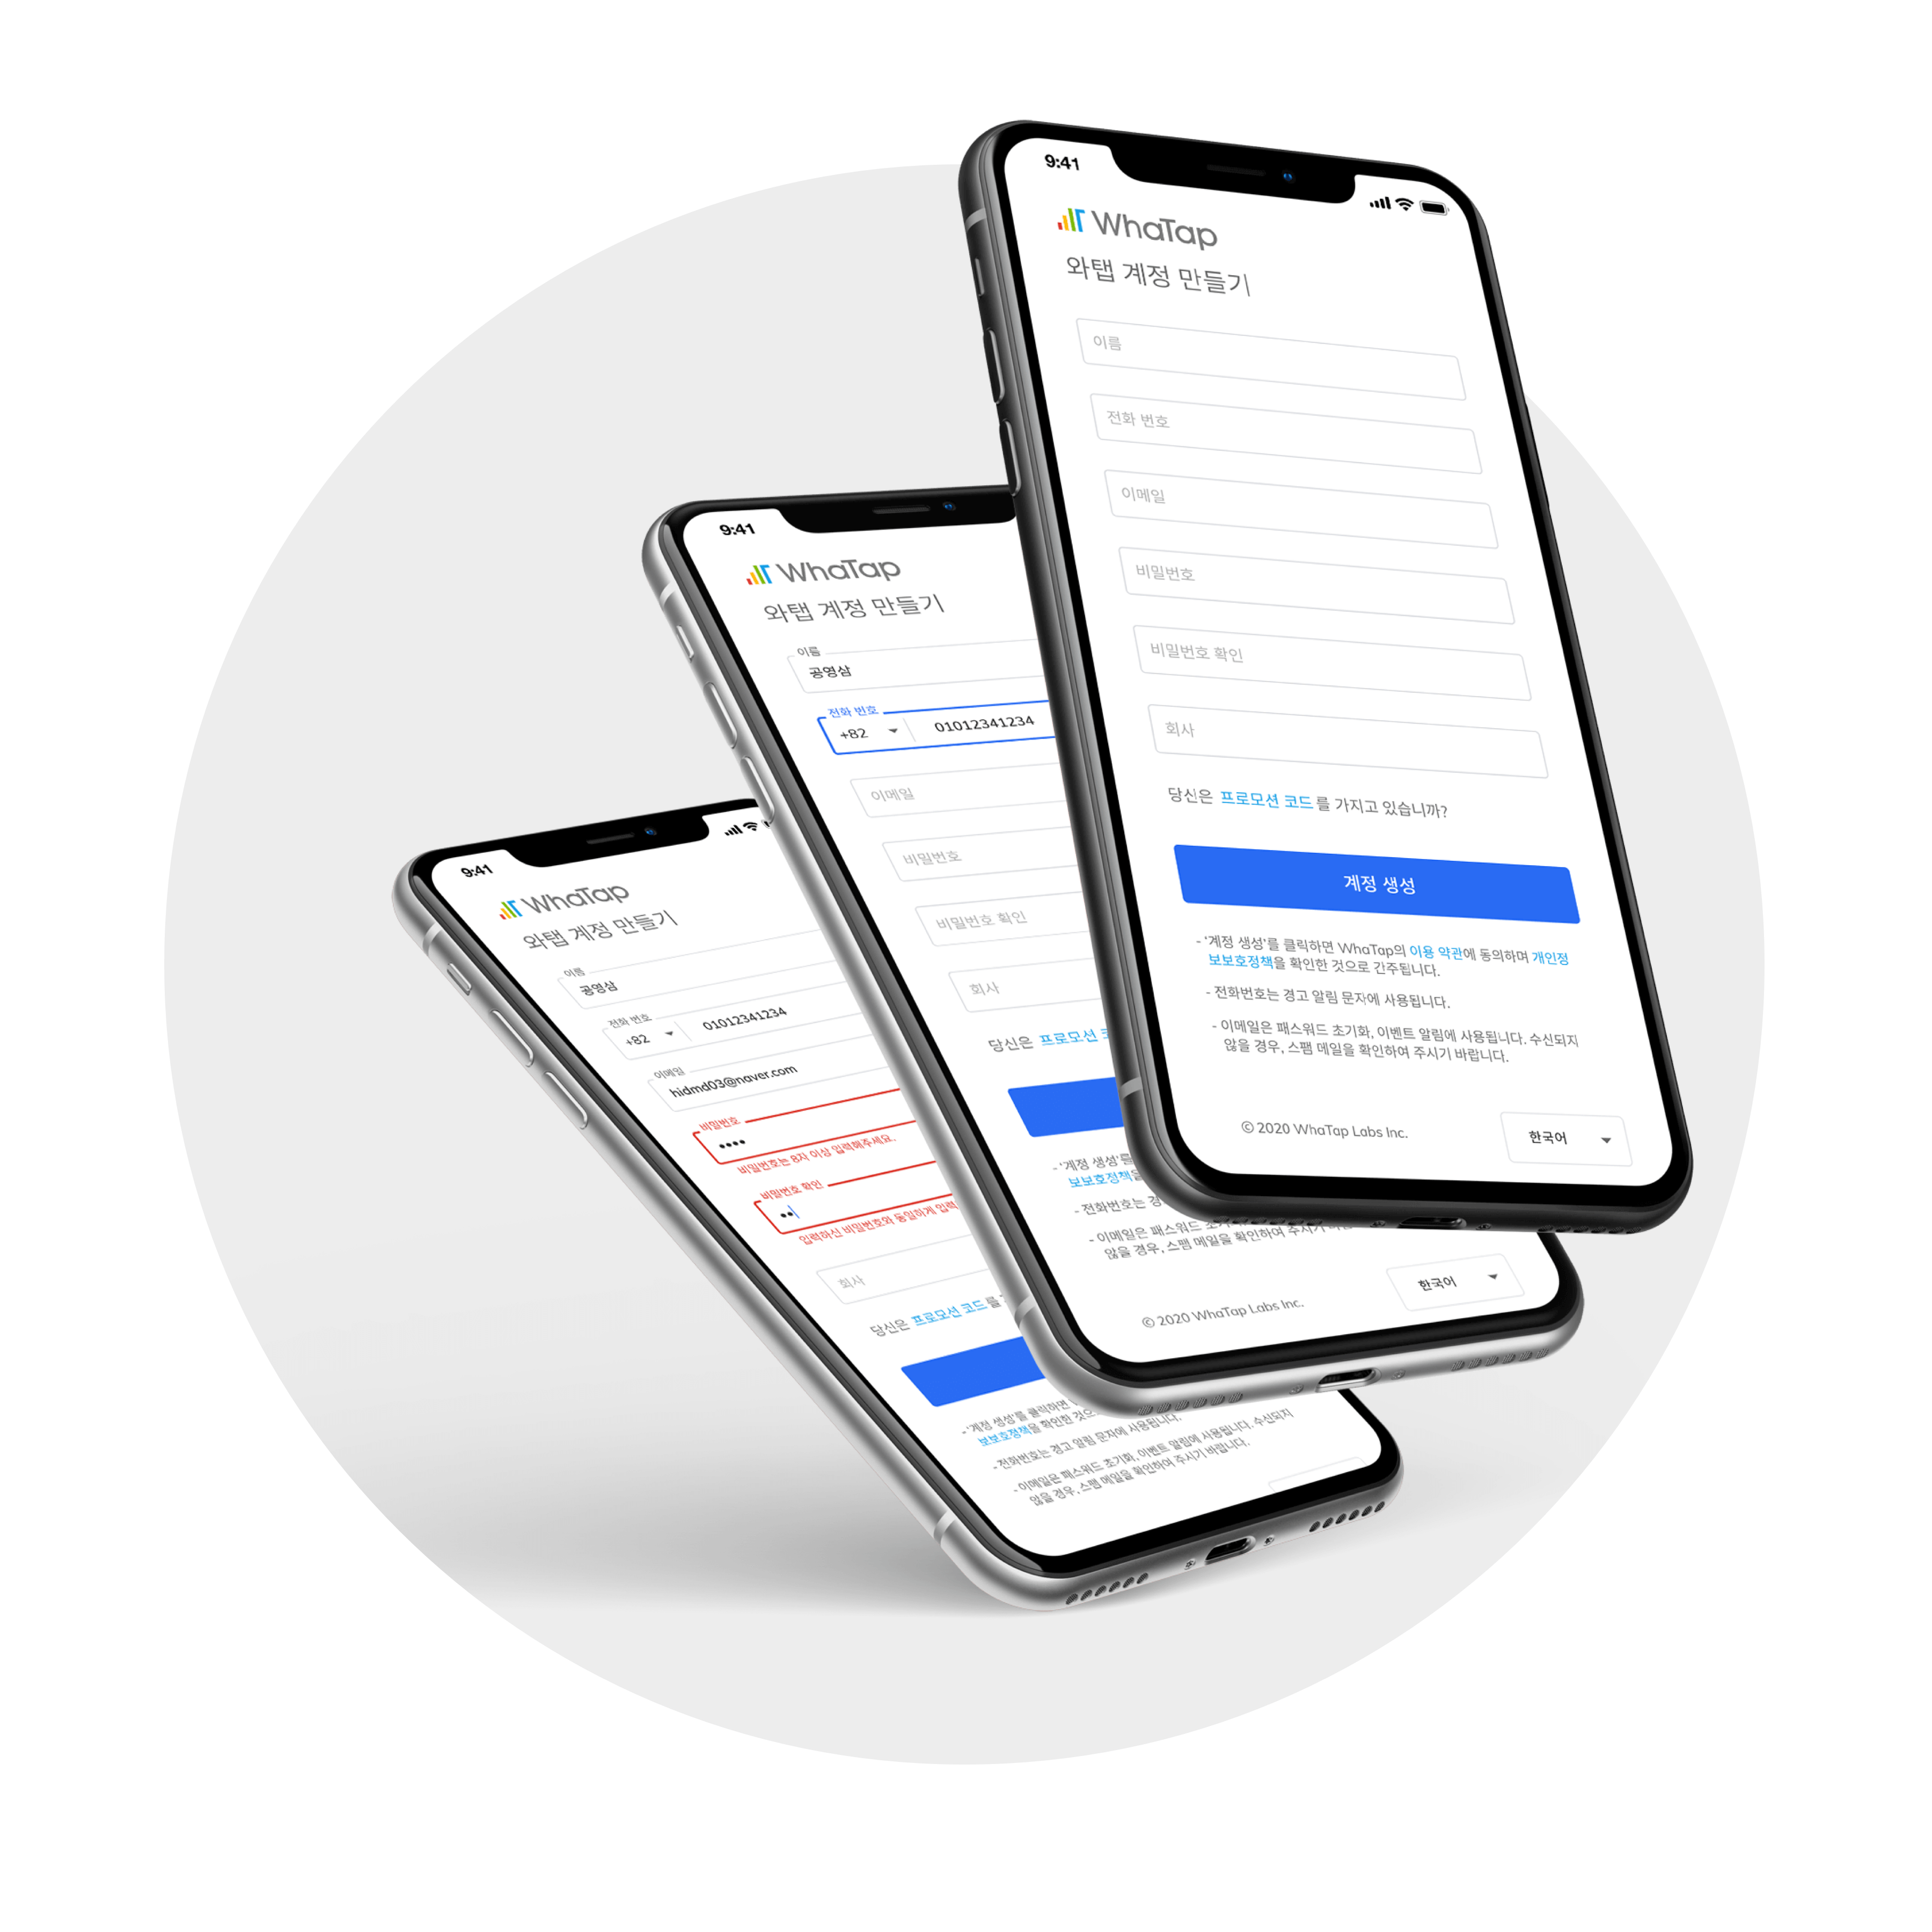 9:41
WhaTap
와탭 계정 만들기
이름
전화 번호
이메일
비밀번호
비밀번호 확인
회사
당신은 프로모션 코드를 가지고 있습니까?
계정 생성
- '계정 생성'를 클릭하면 WhaTap의 이용 약관에 동의하며 개인정
보보호정책을 확인한 것으로 간주됩니다.
- 전화번호는 경고 알림 문자에 사용됩니다.
- 이메일은 패스워드 초기화, 이벤트 알림에 사용됩니다. 수신되지
않을 경우, 스팸 메일을 확인하여 주시기 바랍니다.
© 2020 WhaTap Labs Inc.
한국어
9:41
WhaTap
와탭 계정 만들기
이름
공영삼
전화 번호
+82 01012341234
이메일
비밀번호
비밀번호 확인
회사
당신은 프로모션
- '계정 생성'를
보보호정책을
- 전화번호는 경
- 이메일은 패스워드
않을 경우, 스팸 메일을 확인하여 주시기
한국어
© 2020 WhaTap Labs Inc.
9:41
WhaTap
와탭 계정 만들기
이름
공영삼
전화 번호
+82 01012341234
이메일
hidmd03@naver.com
비밀번호
••••
비밀번호는 8자 이상 입력해주세요.
비밀번호 확인
••
입력하신 비밀번호와 동일하게 입력
회사
당신은 프로모션 코드를
- '계정 생성'를 클릭하면
보보호정책을 확인한 것으
- 전화번호는 경고 알림 문자에 사용됩니다.
- 이메일은 패스워드 초기화, 이벤트 알림에 사용됩니다. 수신되지
않을 경우, 스팸 메일을 확인하여 주시기 바랍니다.